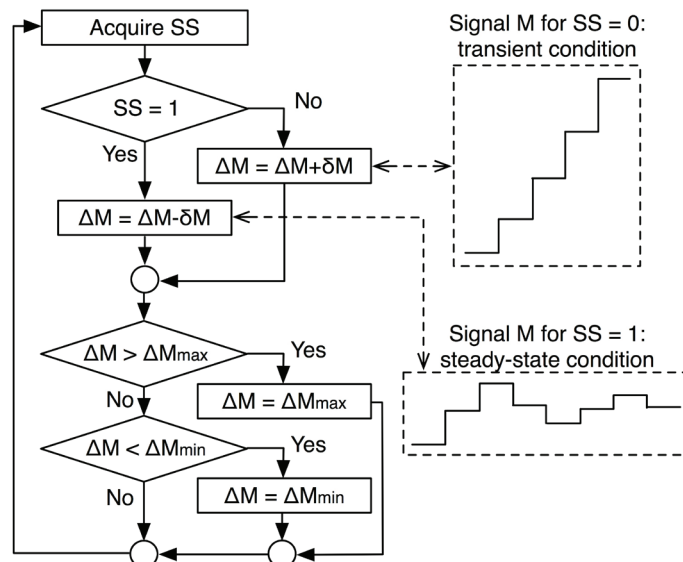 Acquire SS
SS = 1
No
Yes
ΔM = ΔM+δM
ΔM = ΔM-δM
ΔM > ΔMmax
Yes
No
ΔM = ΔMmax
ΔM < ΔMmin
Yes
No
ΔM = ΔMmin
Signal M for SS = 0:
transient condition
Signal M for SS = 1:
steady-state condition